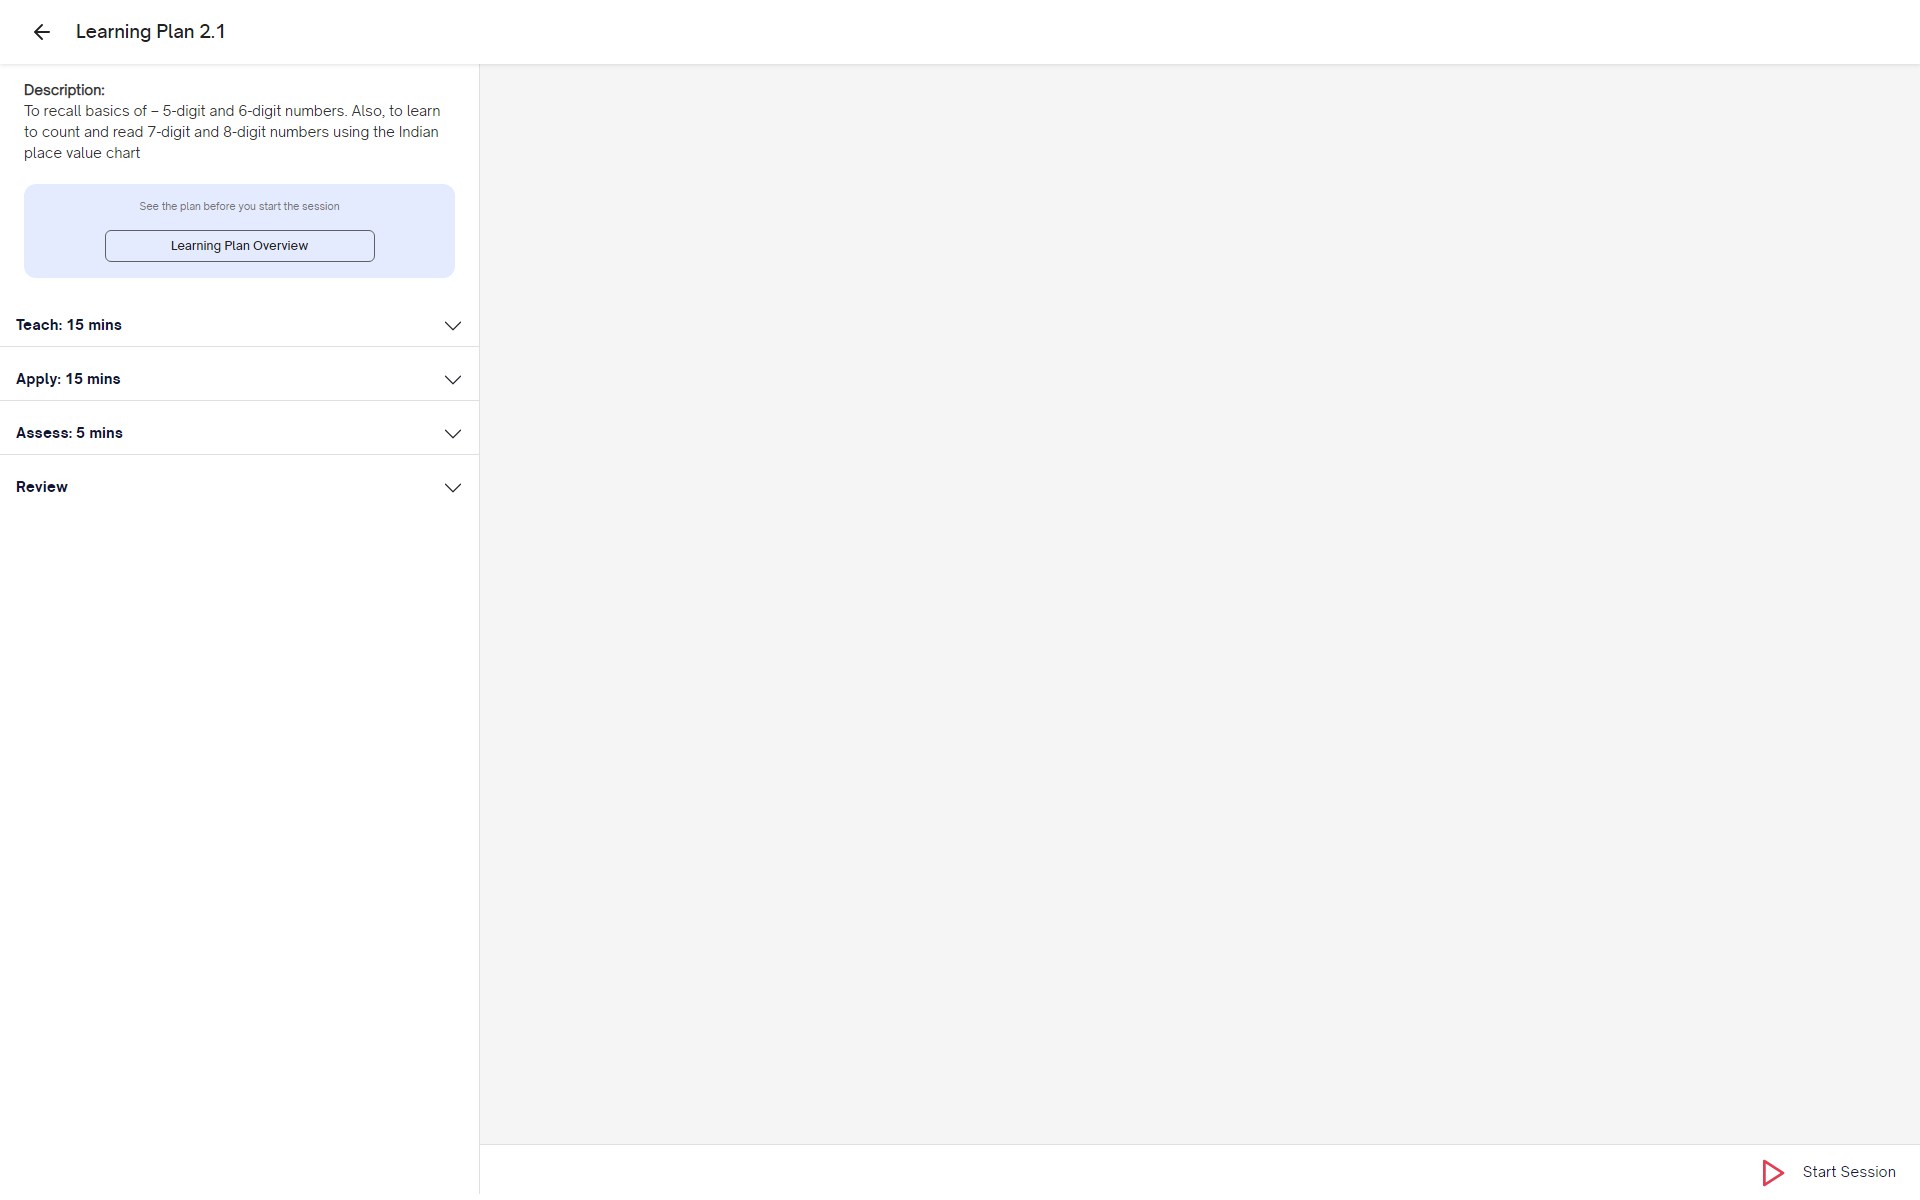 Learning Plan 2.1
Description:
To recall basics of – 5-digit and 6-digit numbers. Also, to learn
to count and read 7-digit and 8-digit numbers using the Indian
place value chart
See the plan before you start the session
Learning Plan Overview
Teach: 15 mins
Apply: 15 mins
Assess: 5 mins
Review
Start Session